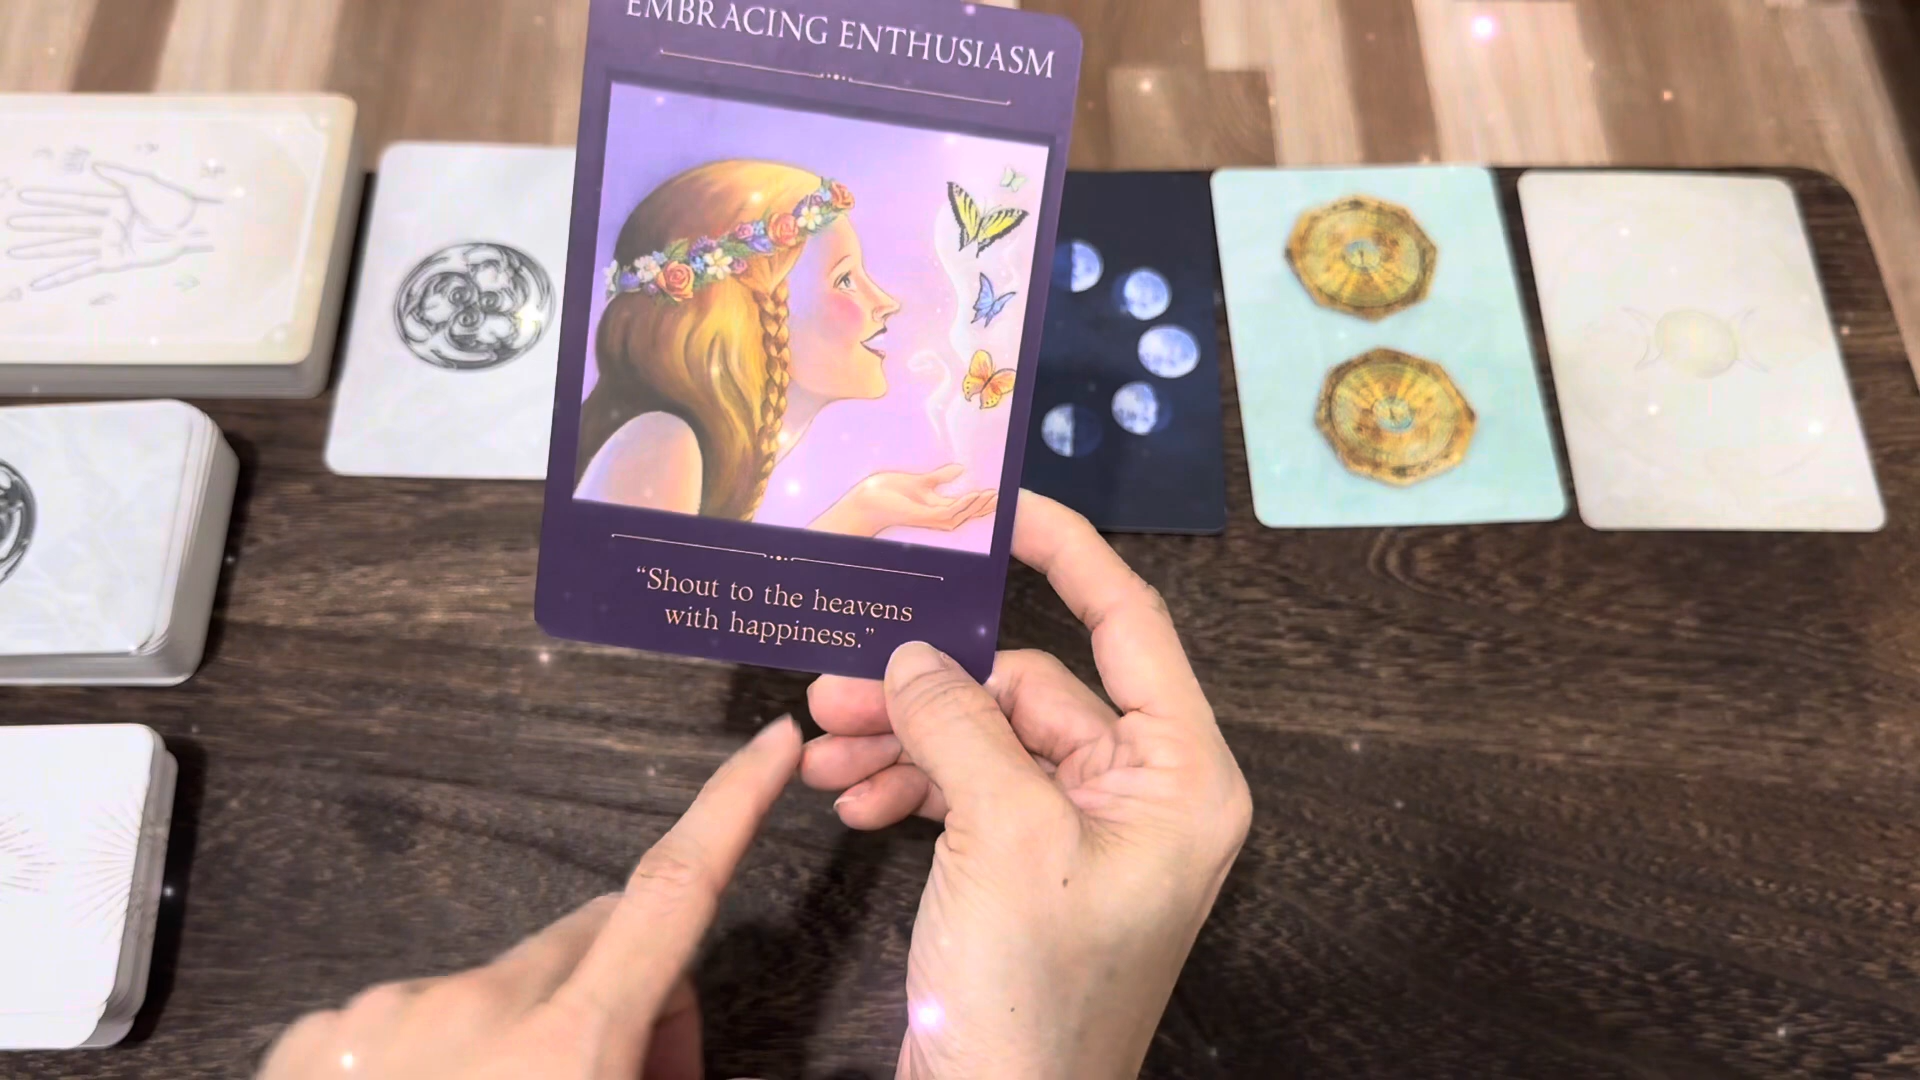 EMBRACING ENTHUSIASM
“Shout to the heavens
with happiness.”